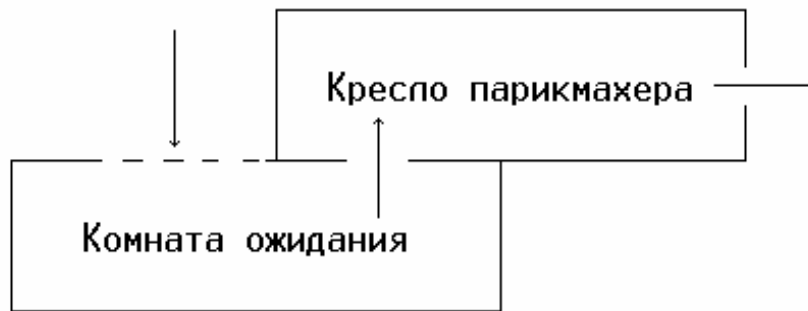 Кресло парикмахера
Комната ожидания